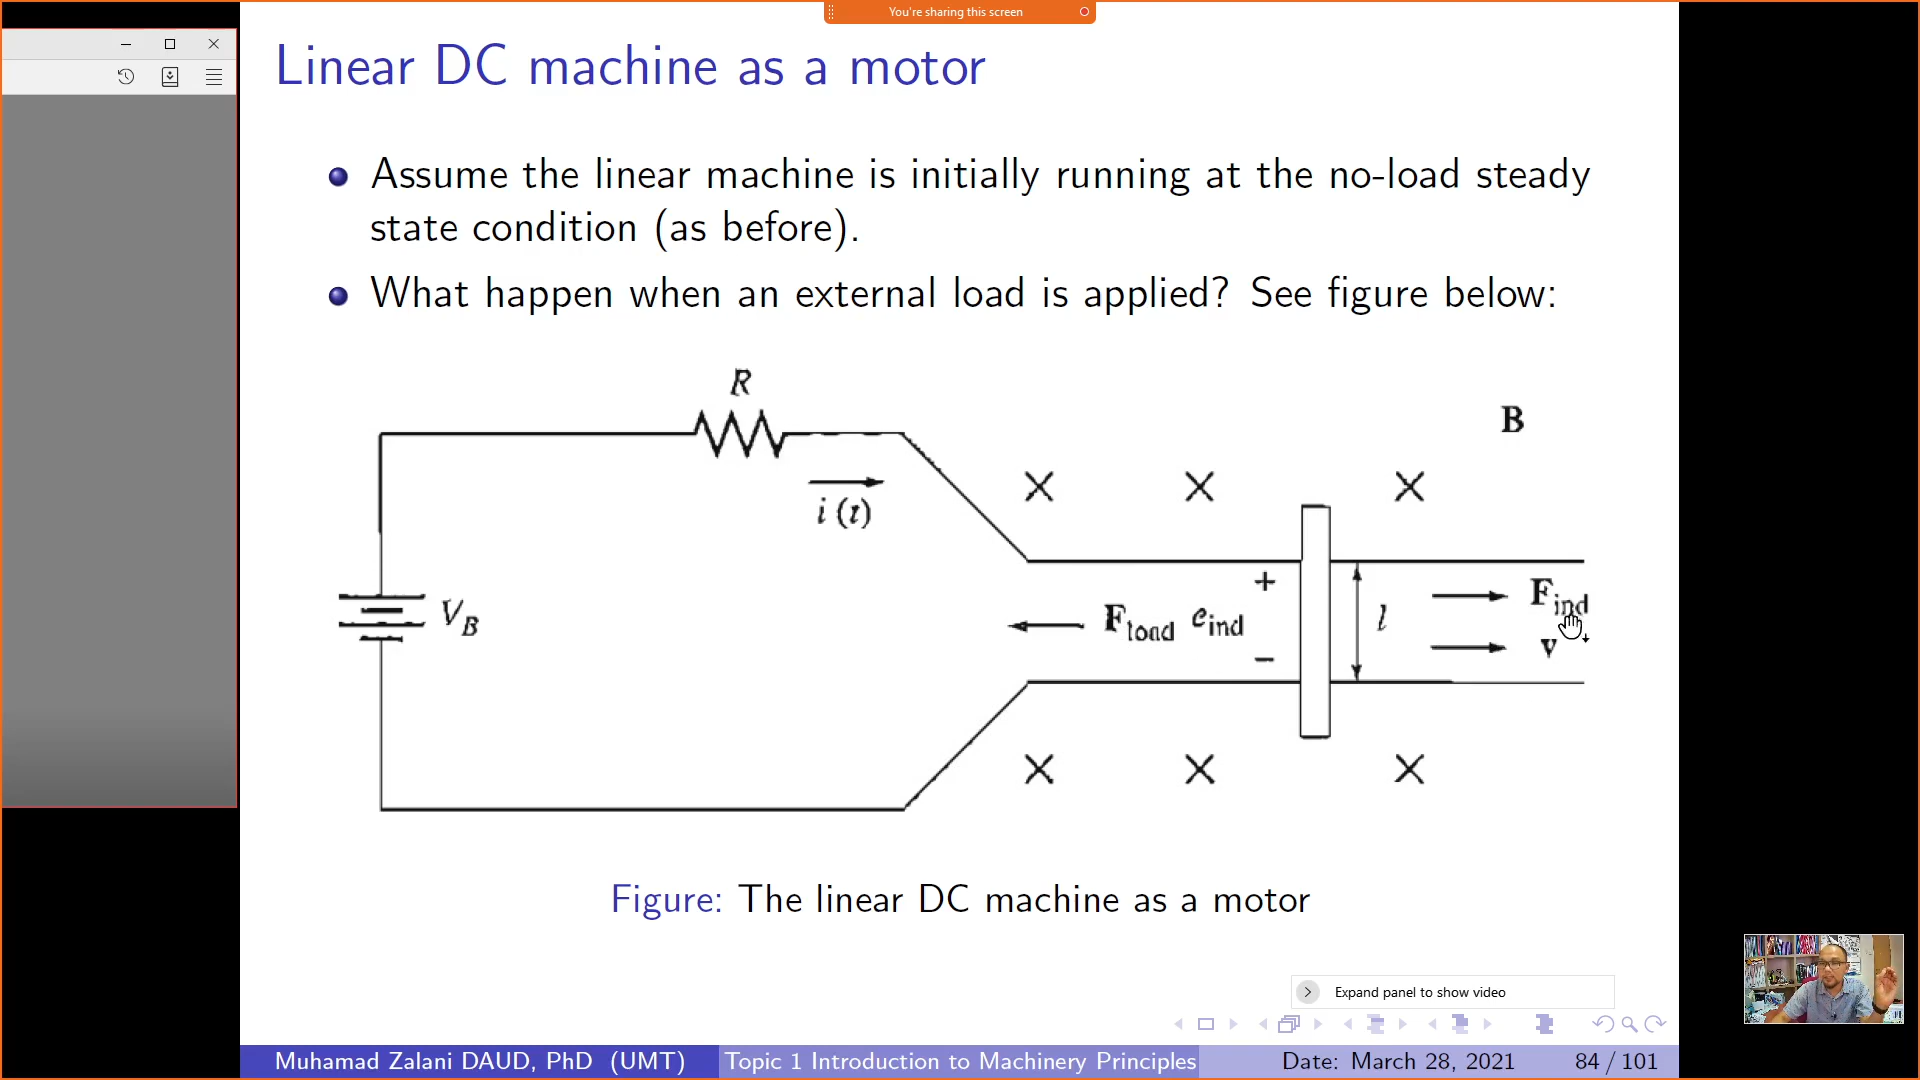 You're sharing this screen
Linear DC machine as a motor
Assume the linear machine is initially running at the no-load steady
state condition (as before).
What happen when an external load is applied? See figure below:
R
B
i (t)
+
F_ind
V_B
F_load e_ind
l
−
v
Figure: The linear DC machine as a motor
Expand panel to show video
Muhamad Zalani DAUD, PhD (UMT) Topic 1 Introduction to Machinery Principles Date: March 28, 2021 84 / 101